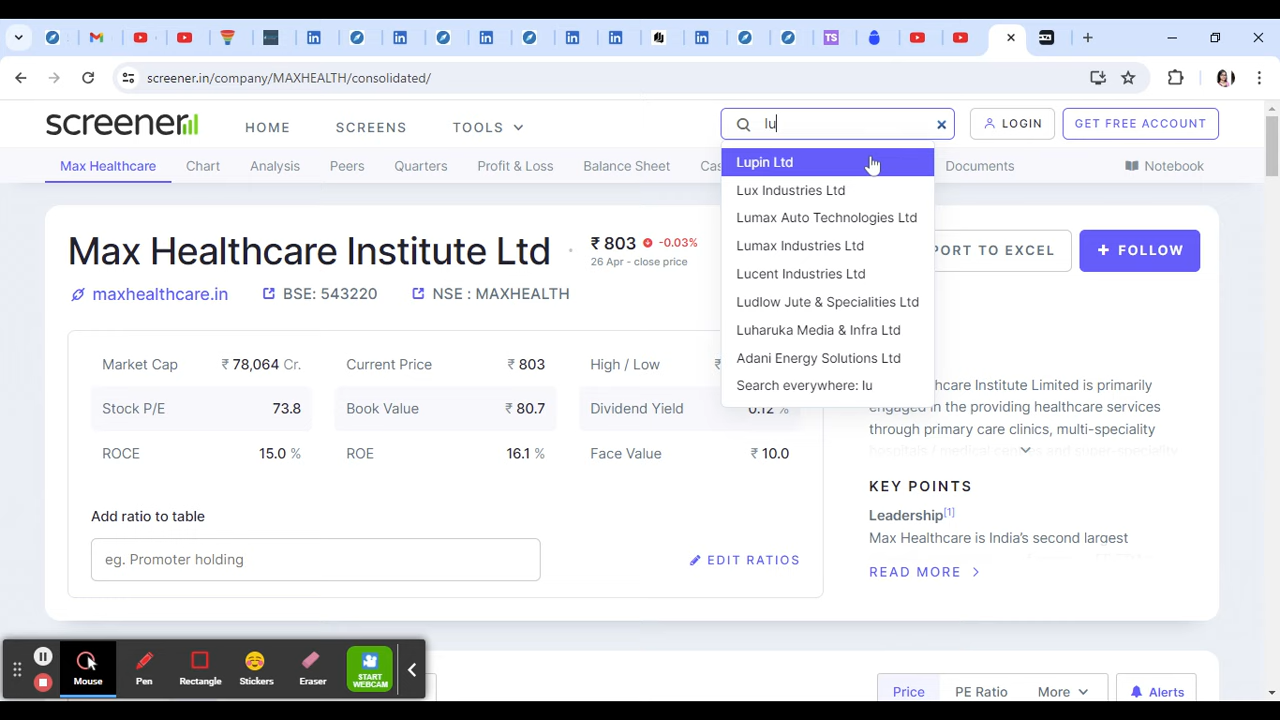 screener.in/company/MAXHEALTH/consolidated/
screener
HOME
SCREENS
TOOLS
lu
LOGIN
GET FREE ACCOUNT
Max Healthcare
Chart
Analysis
Peers
Quarters
Profit & Loss
Balance Sheet
Documents
Notebook
Lupin Ltd
Lux Industries Ltd
Lumax Auto Technologies Ltd
Lumax Industries Ltd
Lucent Industries Ltd
Ludlow Jute & Specialities Ltd
Luharuka Media & Infra Ltd
Adani Energy Solutions Ltd
Search everywhere: lu
Max Healthcare Institute Ltd
₹ 803 -0.03%
26 Apr - close price
PORT TO EXCEL
+ FOLLOW
maxhealthcare.in
BSE: 543220
NSE : MAXHEALTH
Market Cap ₹ 78,064 Cr.
Current Price ₹ 803
High / Low ₹
Stock P/E 73.8
Book Value ₹ 80.7
Dividend Yield 0.12 %
ROCE 15.0 %
ROE 16.1 %
Face Value ₹ 10.0
Add ratio to table
eg. Promoter holding
EDIT RATIOS
hcare Institute Limited is primarily
engaged in the providing healthcare services
through primary care clinics, multi-speciality
KEY POINTS
Leadership[1]
Max Healthcare is India's second largest
READ MORE
Mouse
Pen
Rectangle
Stickers
Eraser
START
WEBCAM
Price
PE Ratio
More
Alerts